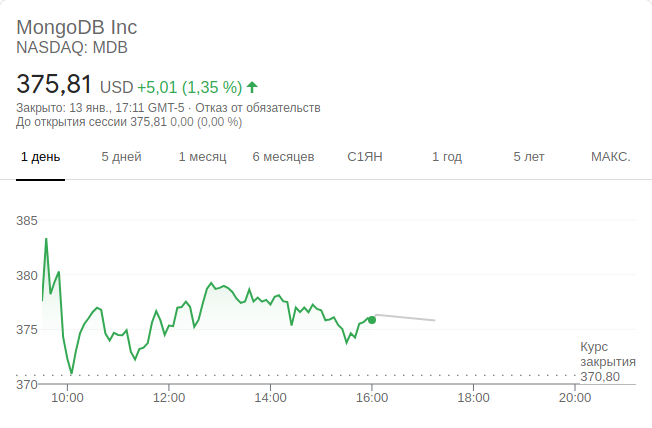 MongoDB Inc
NASDAQ: MDB
375,81 USD +5,01 (1,35 %)
Закрыто: 13 янв., 17:11 GMT-5 · Отказ от обязательств
До открытия сессии 375,81 0,00 (0,00 %)
1 день 5 дней 1 месяц 6 месяцев С1ЯН 1 год 5 лет МАКС.
385
380
375
370
Курс
закрытия
370,80
10:00 12:00 14:00 16:00 18:00 20:00